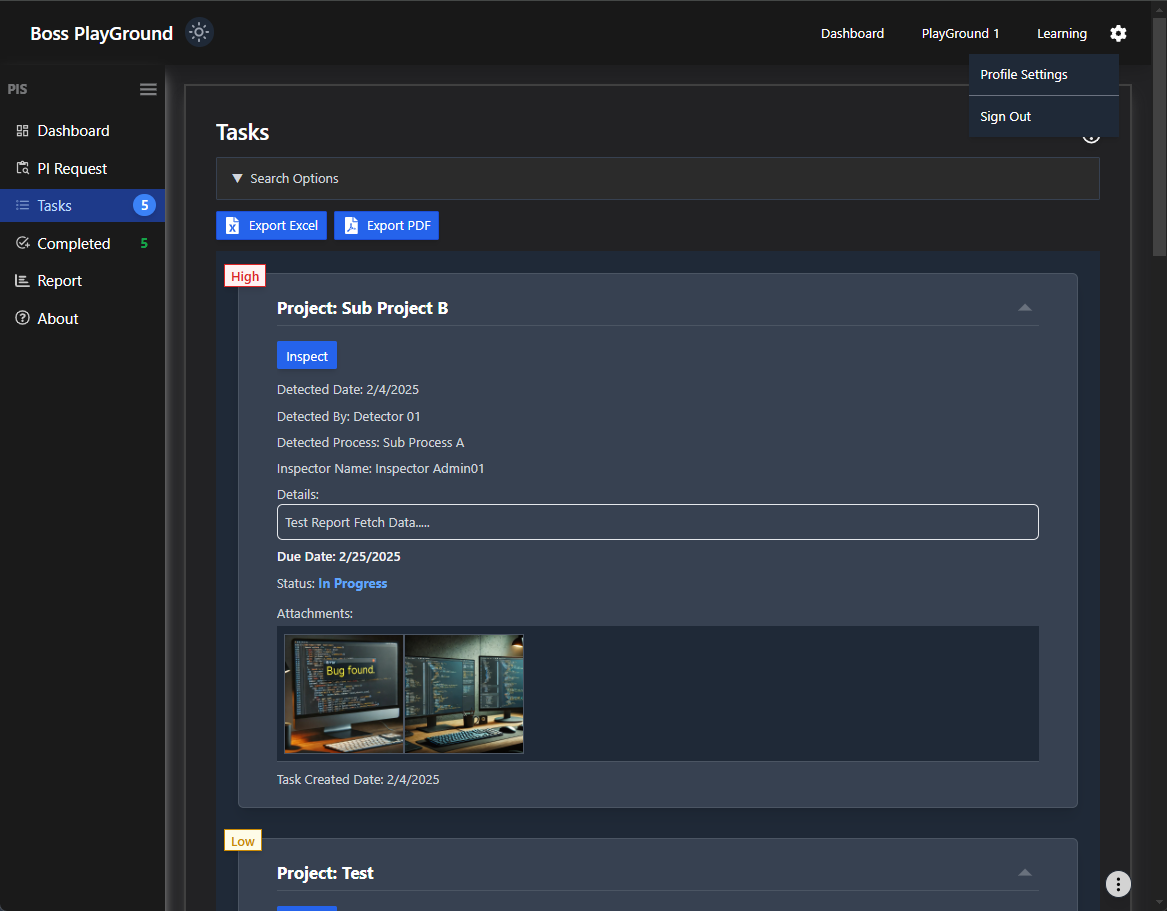 Boss PlayGround
Dashboard
PlayGround 1
Learning
Profile Settings
Sign Out
PIS
Dashboard
PI Request
Tasks 5
Completed 5
Report
About
Tasks
▼ Search Options
Export Excel
Export PDF
High
Project: Sub Project B
Inspect
Detected Date: 2/4/2025
Detected By: Detector 01
Detected Process: Sub Process A
Inspector Name: Inspector Admin01
Details:
Test Report Fetch Data.....
Due Date: 2/25/2025
Status: In Progress
Attachments:
Bug found.
Task Created Date: 2/4/2025
Low
Project: Test